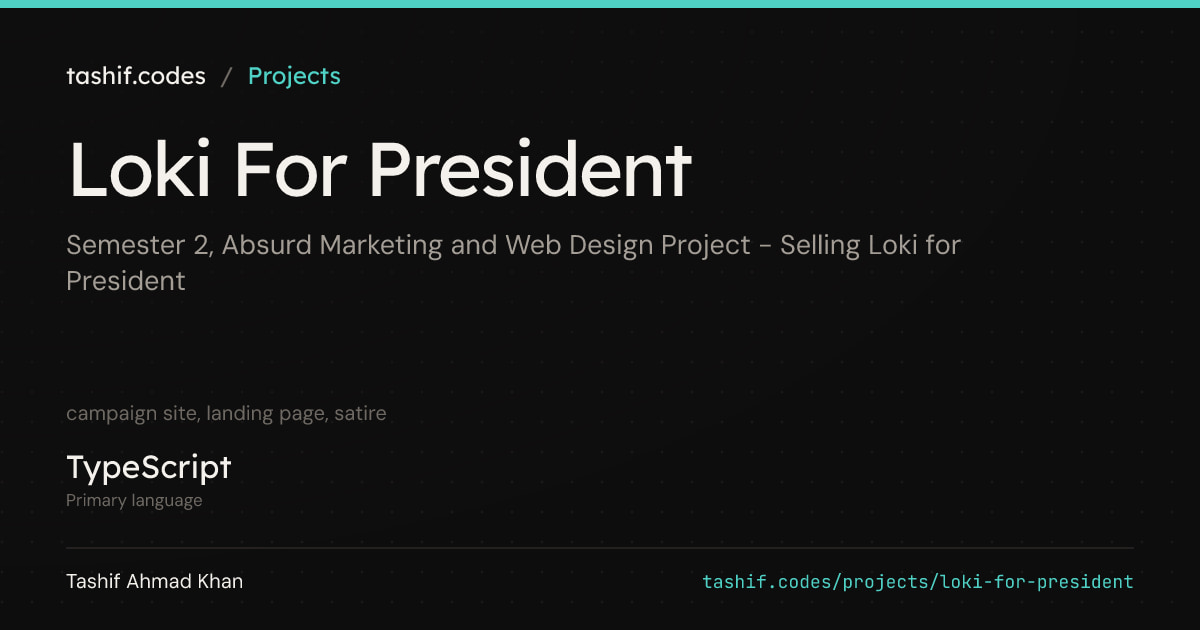 tashif.codes / Projects
Loki For President
Semester 2, Absurd Marketing and Web Design Project – Selling Loki for
President
campaign site, landing page, satire
TypeScript
Primary language
Tashif Ahmad Khan
tashif.codes/projects/loki-for-president